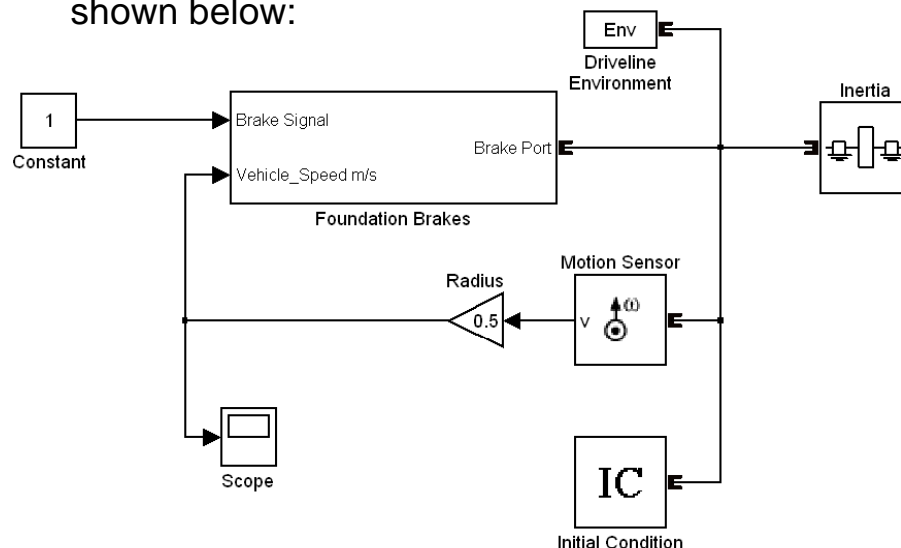 shown below:
Env
Driveline
Environment
Inertia
1
Constant
Brake Signal
Brake Port
Vehicle_Speed m/s
Foundation Brakes
Motion Sensor
Radius
0.5
v
Scope
IC
Initial Condition